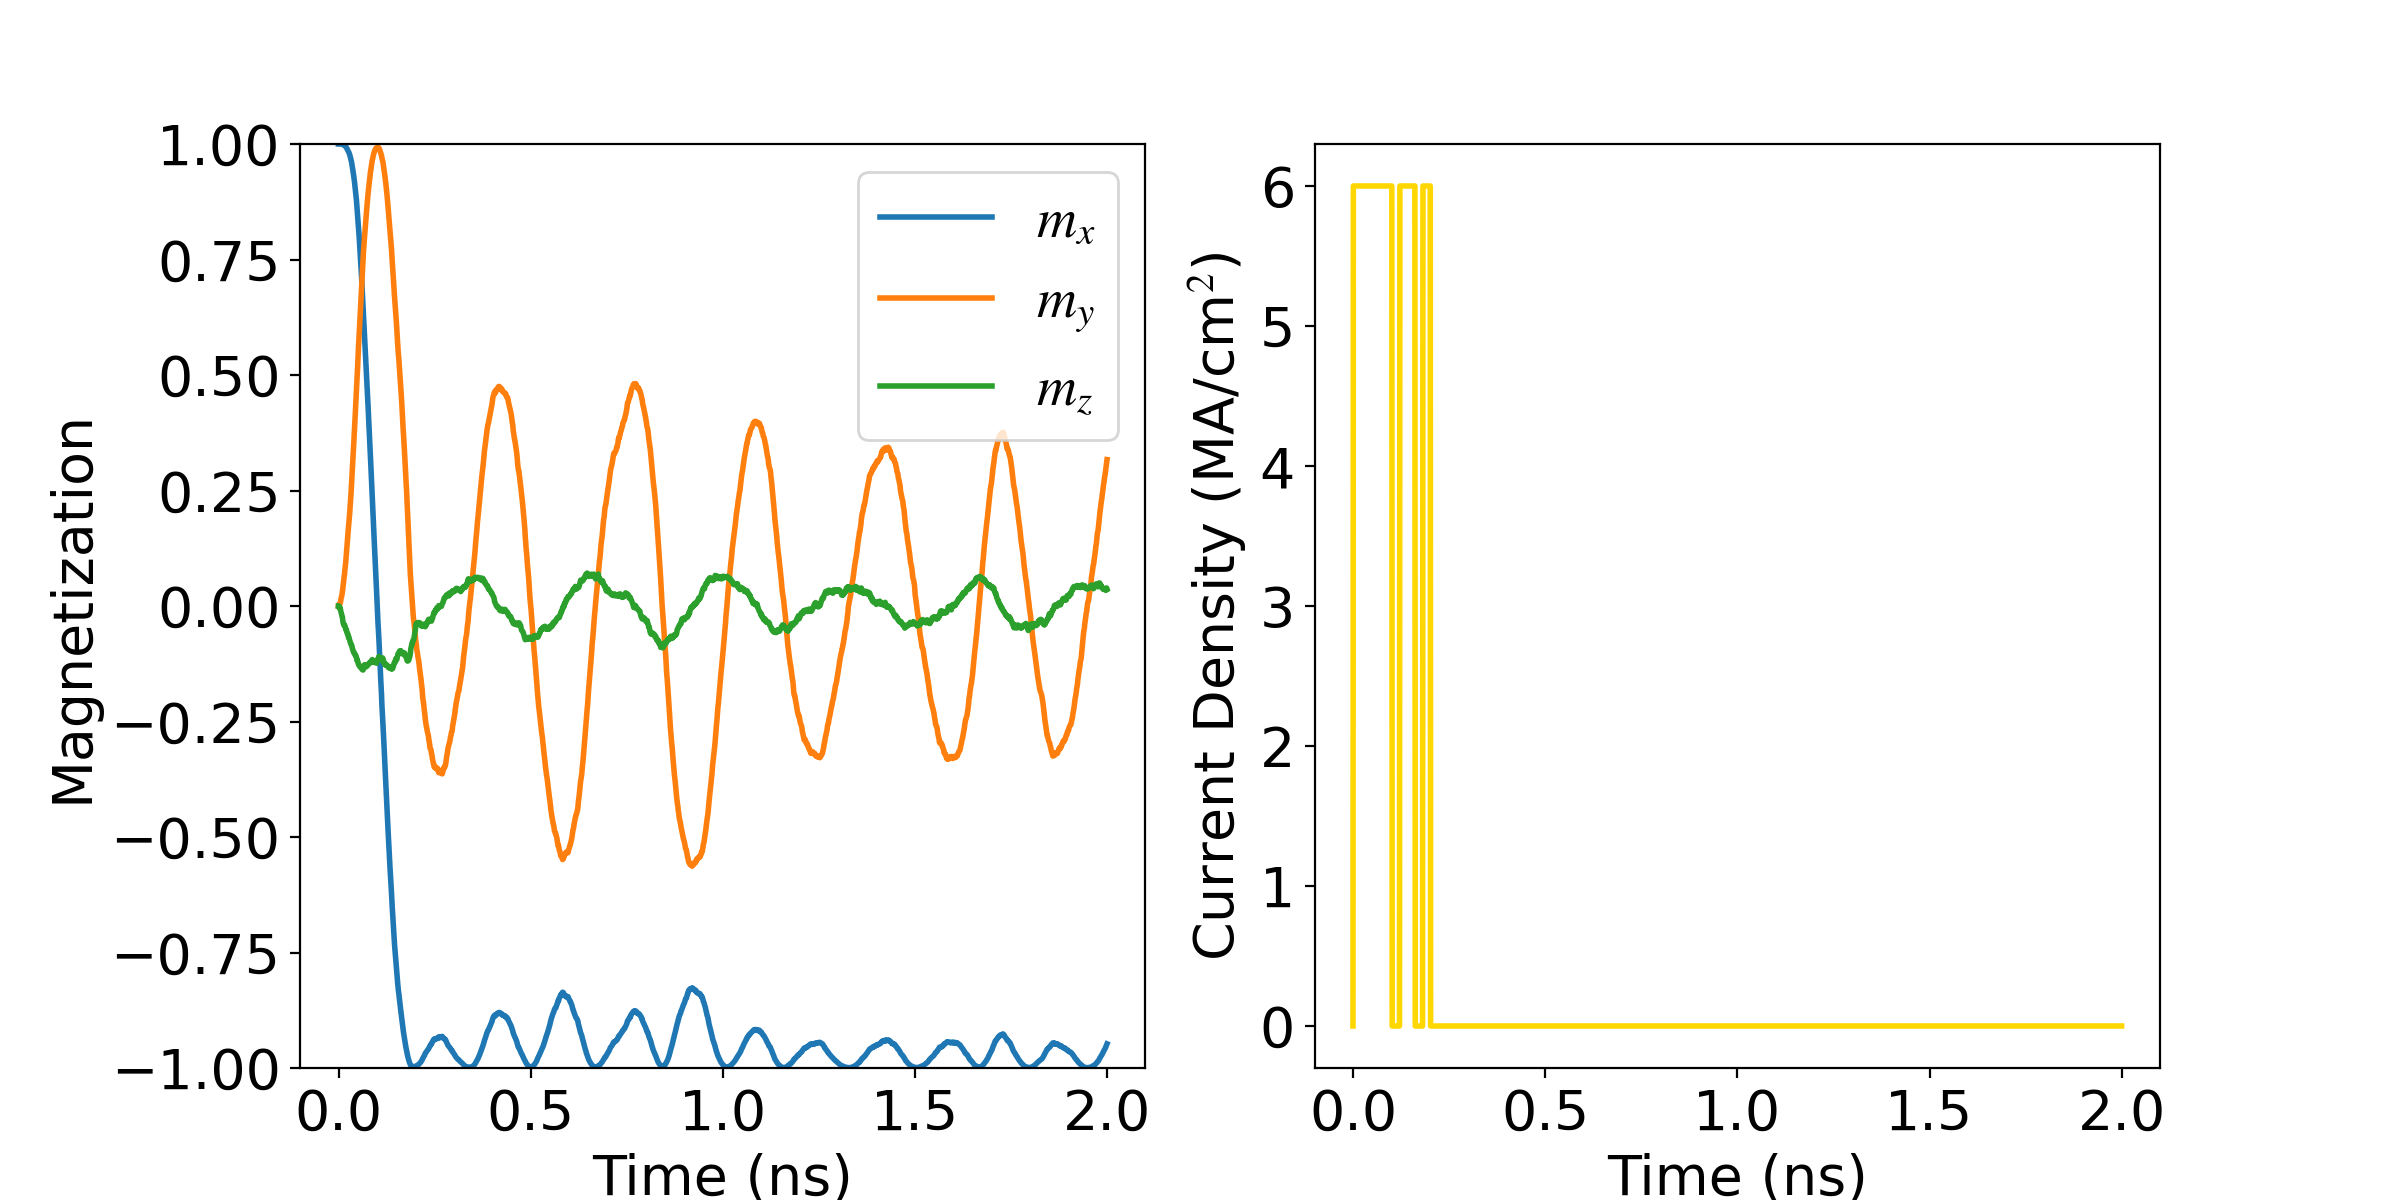 1.00
0.75
0.50
0.25
0.00
−0.25
−0.50
−0.75
−1.00
Magnetization
0.0 0.5 1.0 1.5 2.0
Time (ns)
m_x
m_y
m_z
6
5
4
3
2
1
0
Current Density (MA/cm²)
0.0 0.5 1.0 1.5 2.0
Time (ns)